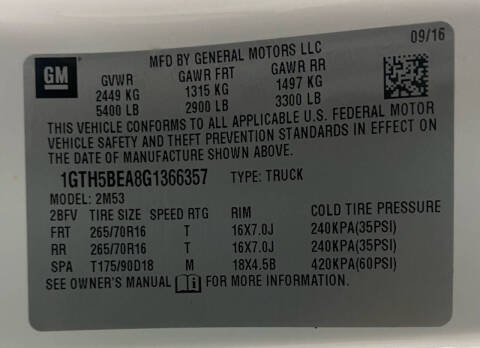 09/16
MFD BY GENERAL MOTORS LLC
GM
GVWR GAWR FRT GAWR RR
2449 KG 1315 KG 1497 KG
5400 LB 2900 LB 3300 LB
THIS VEHICLE CONFORMS TO ALL APPLICABLE U.S. FEDERAL MOTOR
VEHICLE SAFETY AND THEFT PREVENTION STANDARDS IN EFFECT ON
THE DATE OF MANUFACTURE SHOWN ABOVE.
1GTH5BEA8G1366357 TYPE: TRUCK
MODEL: 2M53
2BFV TIRE SIZE SPEED RTG RIM COLD TIRE PRESSURE
FRT 265/70R16 T 16X7.0J 240KPA(35PSI)
RR 265/70R16 T 16X7.0J 240KPA(35PSI)
SPA T175/90D18 M 18X4.5B 420KPA(60PSI)
SEE OWNER'S MANUAL FOR MORE INFORMATION.